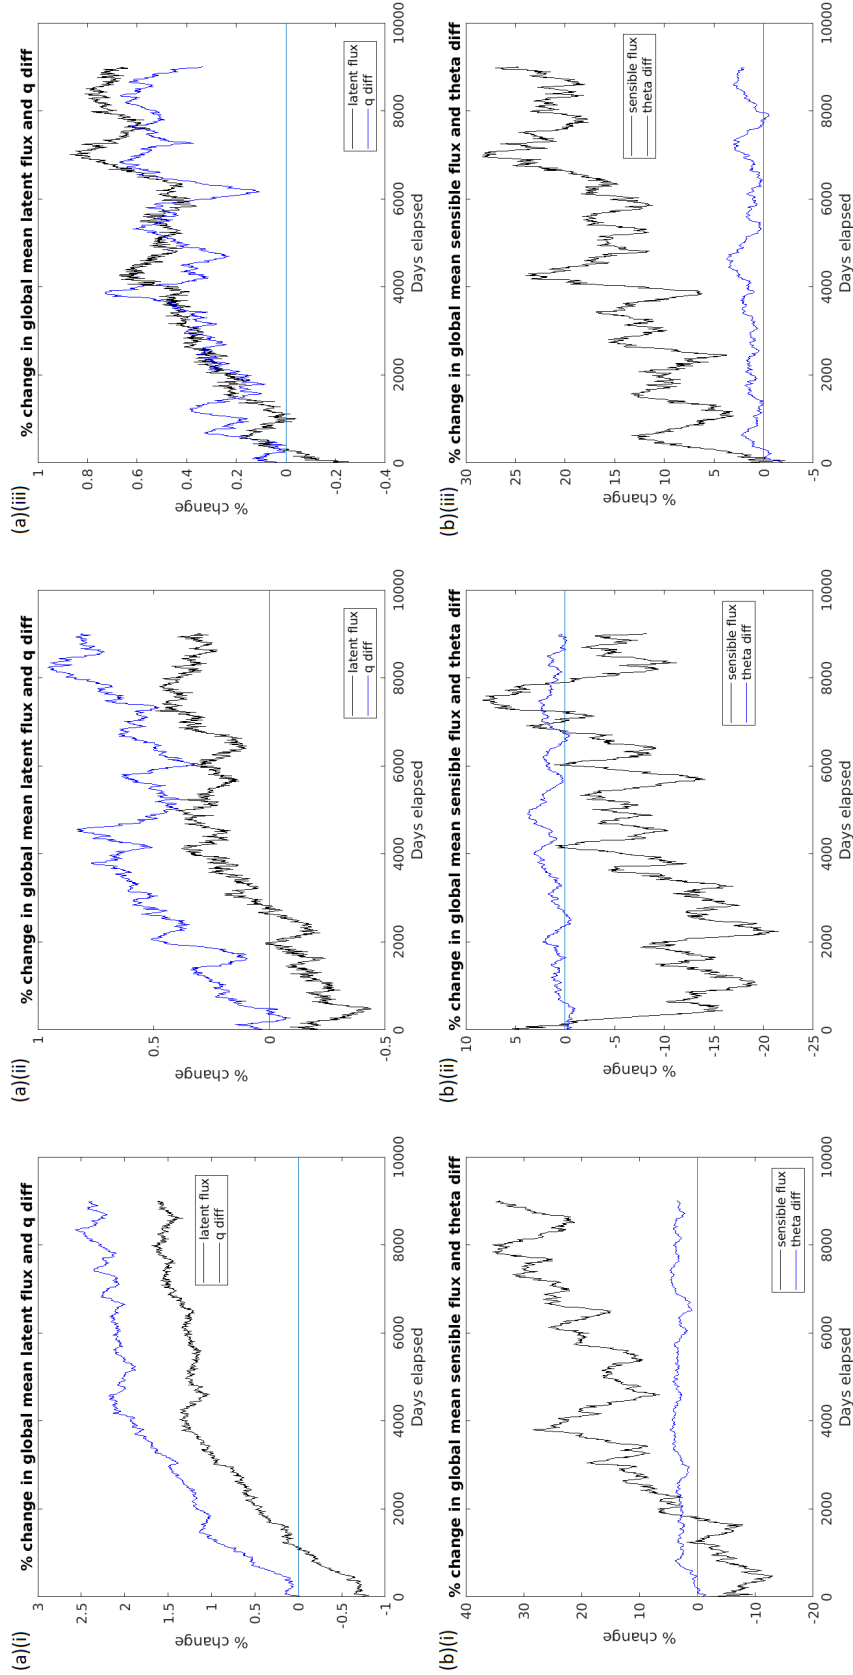 (a)(i)
% change in global mean latent flux and q diff
% change
3
2.5
2
1.5
1
0.5
0
-0.5
-1
latent flux
q diff
0 2000 4000 6000 8000 10000
Days elapsed
(a)(ii)
% change in global mean latent flux and q diff
% change
1
0.5
0
-0.5
latent flux
q diff
0 2000 4000 6000 8000 10000
Days elapsed
(a)(iii)
% change in global mean latent flux and q diff
% change
1
0.8
0.6
0.4
0.2
0
-0.2
-0.4
latent flux
q diff
0 2000 4000 6000 8000 10000
Days elapsed
(b)(i)
% change in global mean sensible flux and theta diff
% change
40
30
20
10
0
-10
-20
sensible flux
theta diff
0 2000 4000 6000 8000 10000
Days elapsed
(b)(ii)
% change in global mean sensible flux and theta diff
% change
10
5
0
-5
-10
-15
-20
-25
sensible flux
theta diff
0 2000 4000 6000 8000 10000
Days elapsed
(b)(iii)
% change in global mean sensible flux and theta diff
% change
30
25
20
15
10
5
0
-5
sensible flux
theta diff
0 2000 4000 6000 8000 10000
Days elapsed